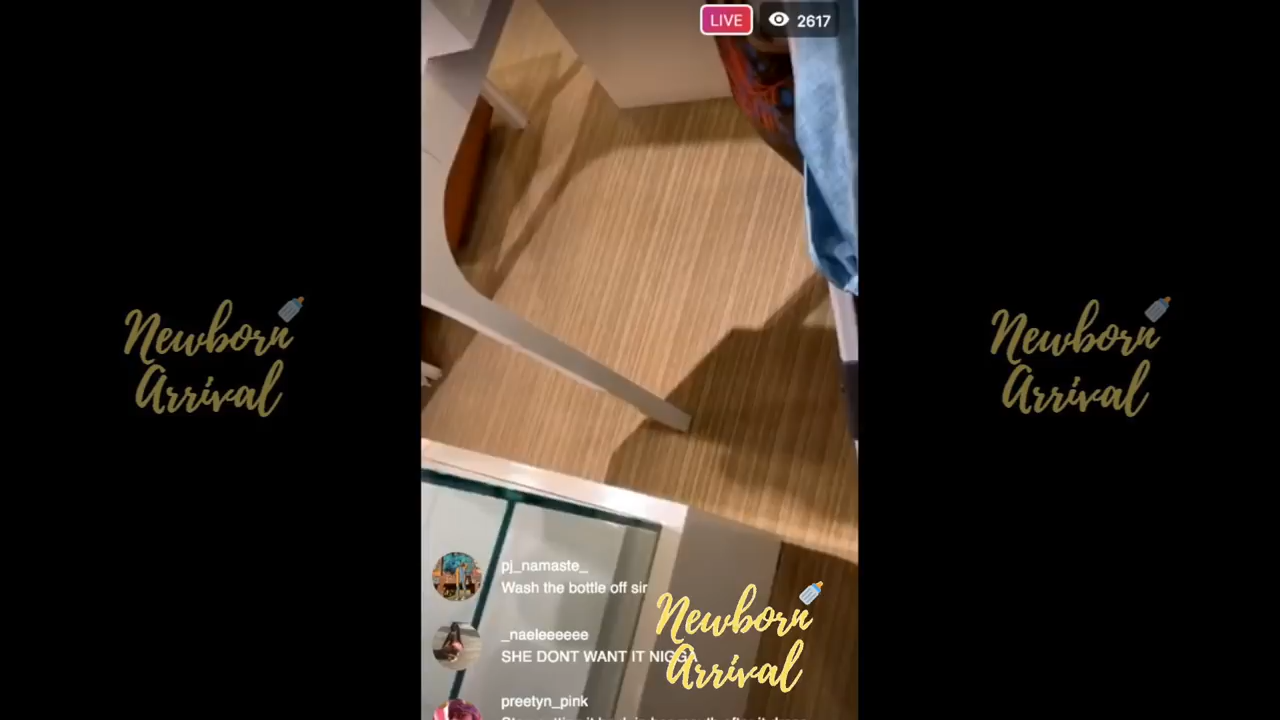 LIVE 2617
Newborn
Arrival
Newborn
Arrival
pj_namaste_
Wash the bottle off sir
_naeleeeeee
SHE DONT WANT IT NIGGA
Newborn
Arrival
preetyn_pink